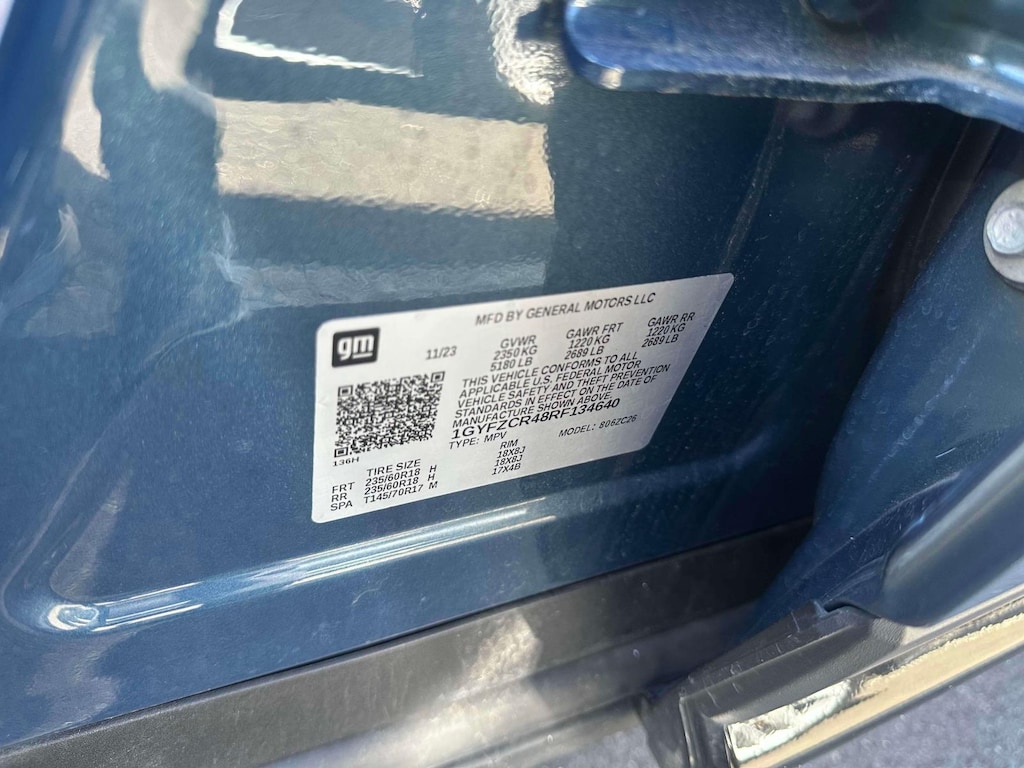 MFD BY GENERAL MOTORS LLC
gm
11/23
GVWR GAWR FRT GAWR RR
2350 KG 1220 KG 1220 KG
5180 LB 2689 LB 2689 LB
THIS VEHICLE CONFORMS TO ALL
APPLICABLE U.S. FEDERAL MOTOR
VEHICLE SAFETY AND THEFT PREVENTION
STANDARDS IN EFFECT ON THE DATE OF
MANUFACTURE SHOWN ABOVE.
1GYFZCR48RF134640
TYPE: MPV MODEL: 806ZC26
136H
TIRE SIZE RIM
FRT 235/60R18 H 18X8J
RR 235/60R18 H 18X8J
SPA T145/70R17 M 17X4B